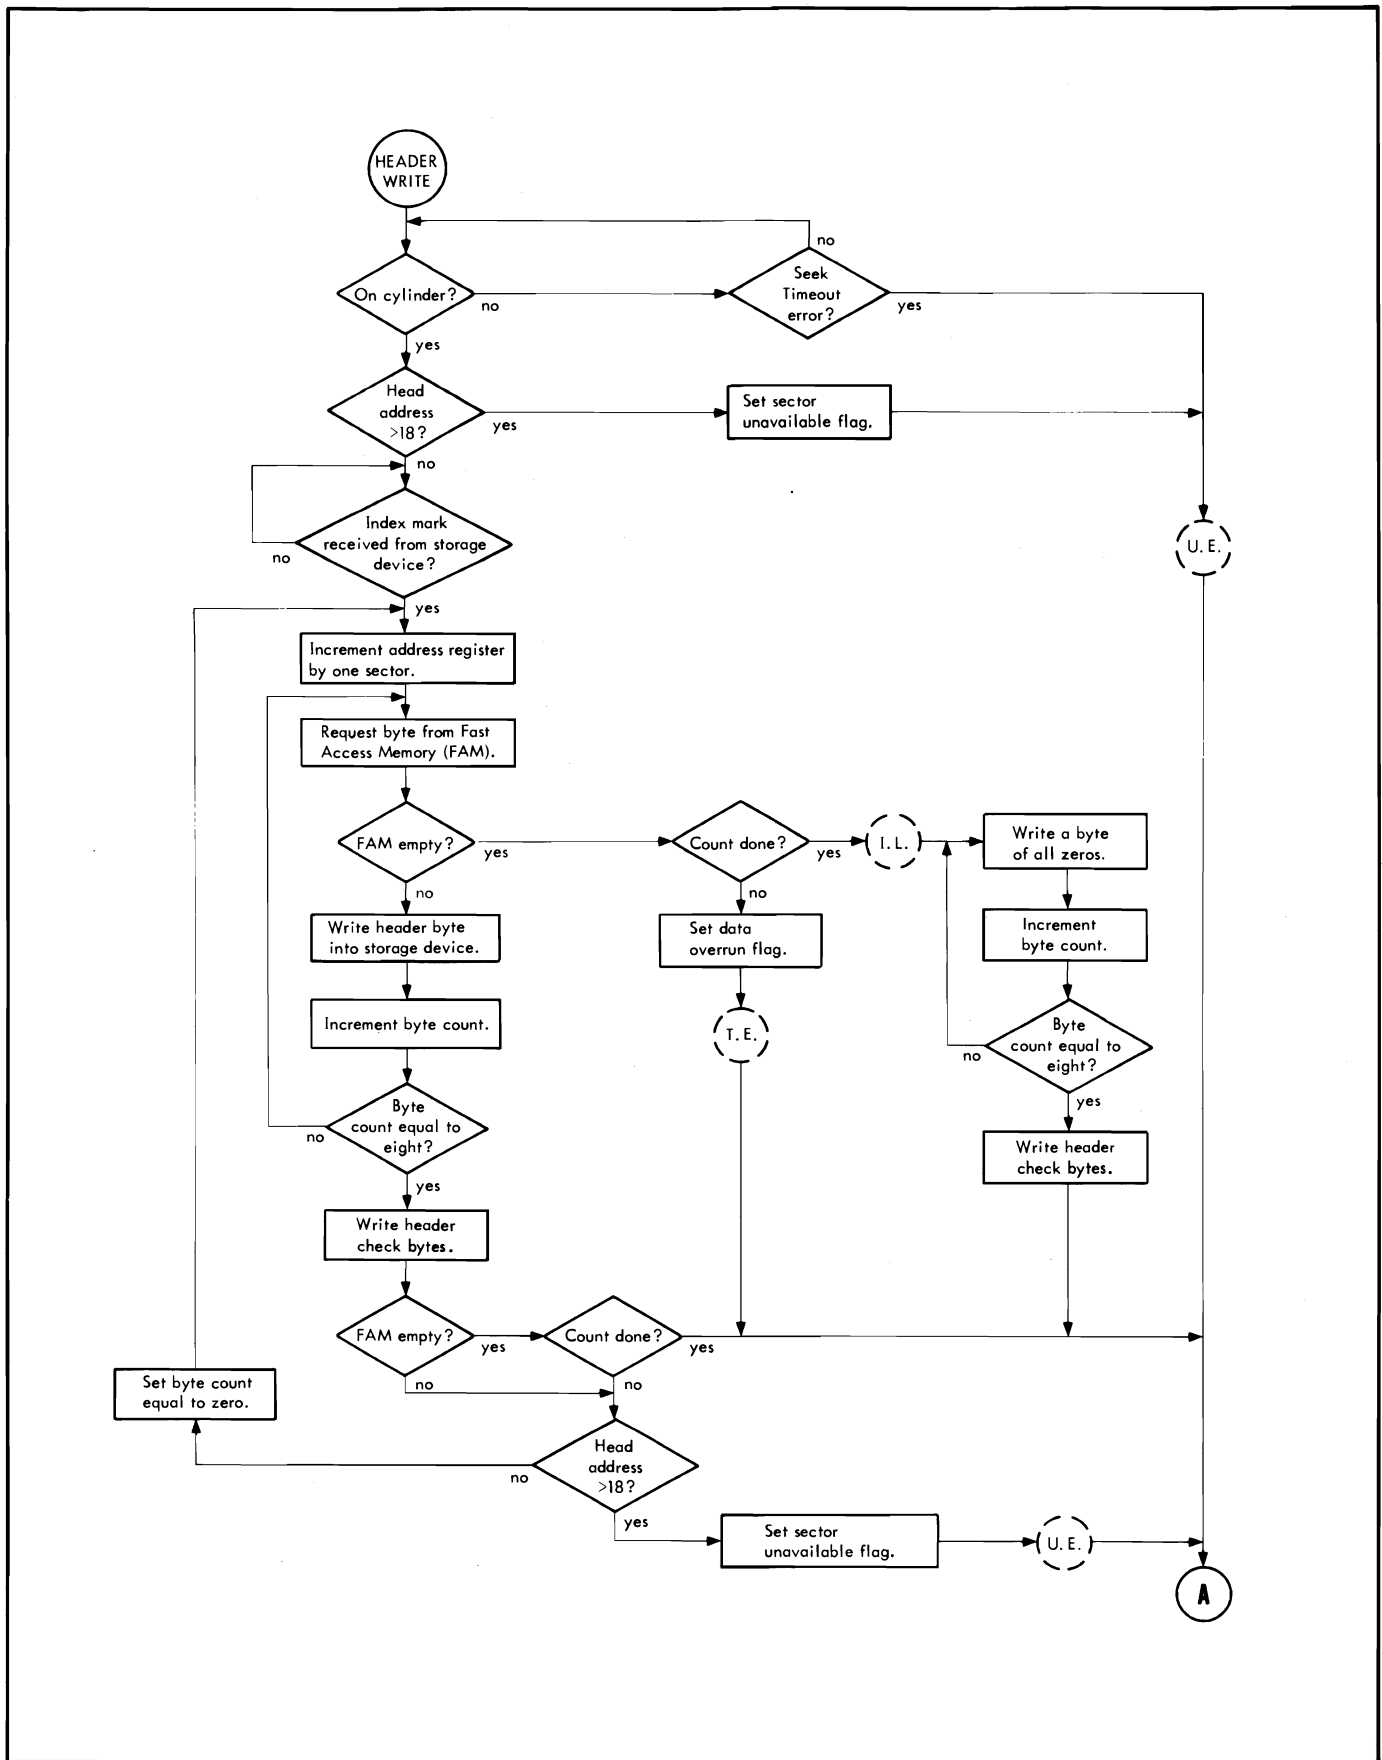 HEADER
WRITE
no
On cylinder?
no
Seek
Timeout
error?
yes
yes
Head
address
>18?
yes
Set sector
unavailable flag.
no
Index mark
received from storage
device?
no
U.E.
yes
Increment address register
by one sector.
Request byte from Fast
Access Memory (FAM).
FAM empty?
yes
Count done?
yes
I.L.
Write a byte
of all zeros.
no
no
Write header byte
into storage device.
Set data
overrun flag.
Increment
byte count.
Increment byte count.
T.E.
Byte
count equal to
eight?
no
yes
Byte
count equal to
eight?
no
yes
Write header
check bytes.
Write header
check bytes.
FAM empty?
yes
Count done?
yes
Set byte count
equal to zero.
no
no
Head
address
>18?
no
yes
Set sector
unavailable flag.
U.E.
A